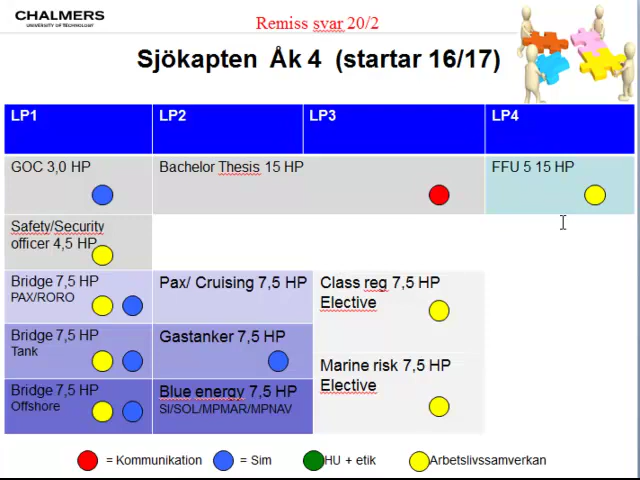 CHALMERS
UNIVERSITY OF TECHNOLOGY
Remiss svar 20/2
Sjökapten Åk 4 (startar 16/17)
LP1 LP2 LP3 LP4
GOC 3,0 HP
Bachelor Thesis 15 HP
FFU 5 15 HP
Safety/Security
officer 4,5 HP
Bridge 7,5 HP
PAX/RORO
Pax/ Cruising 7,5 HP
Class reg 7,5 HP
Elective
Bridge 7,5 HP
Tank
Gastanker 7,5 HP
Marine risk 7,5 HP
Elective
Bridge 7,5 HP
Offshore
Blue energy 7,5 HP
SI/SOL/MPMAR/MPNAV
= Kommunikation = Sim =HU + etik =Arbetslivssamverkan